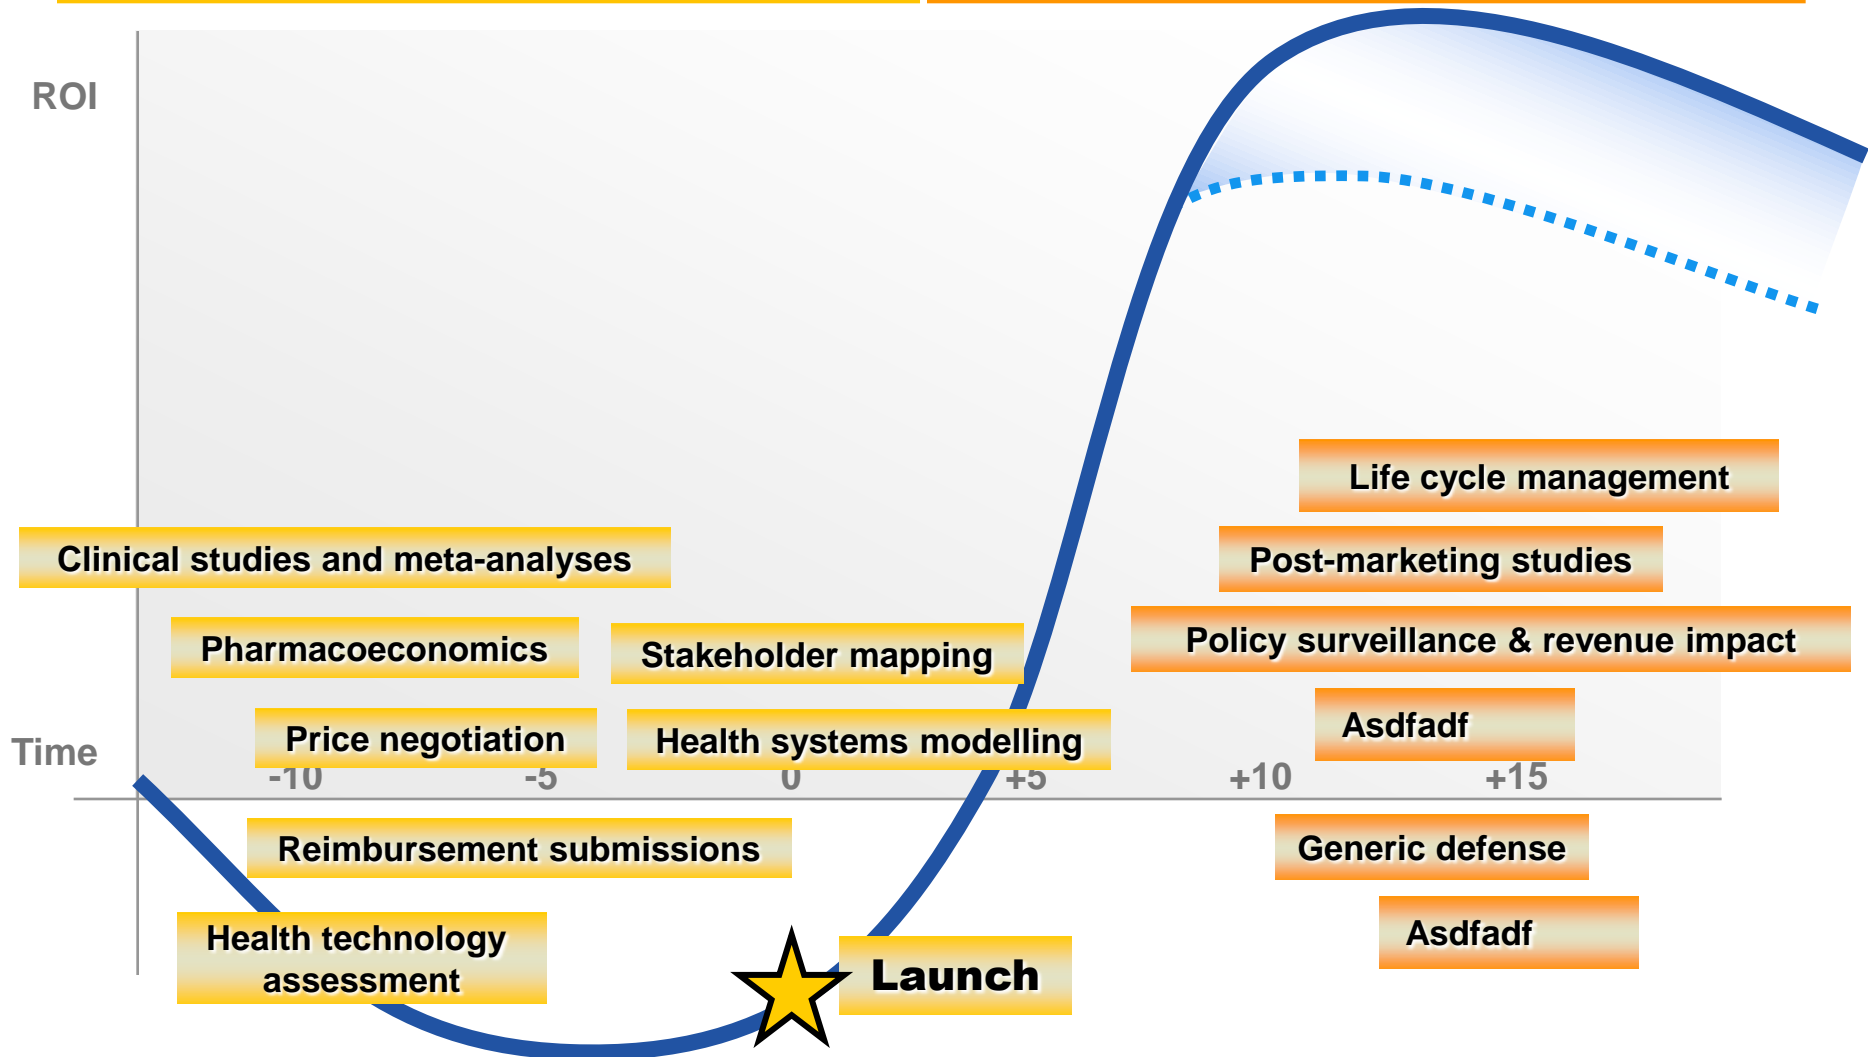 ROI
Life cycle management
Clinical studies and meta-analyses
Post-marketing studies
Pharmacoeconomics
Stakeholder mapping
Policy surveillance & revenue impact
Price negotiation
Health systems modelling
Asdfadf
Time
-10 -5 0 +5 +10 +15
Reimbursement submissions
Generic defense
Health technology
assessment
Launch
Asdfadf